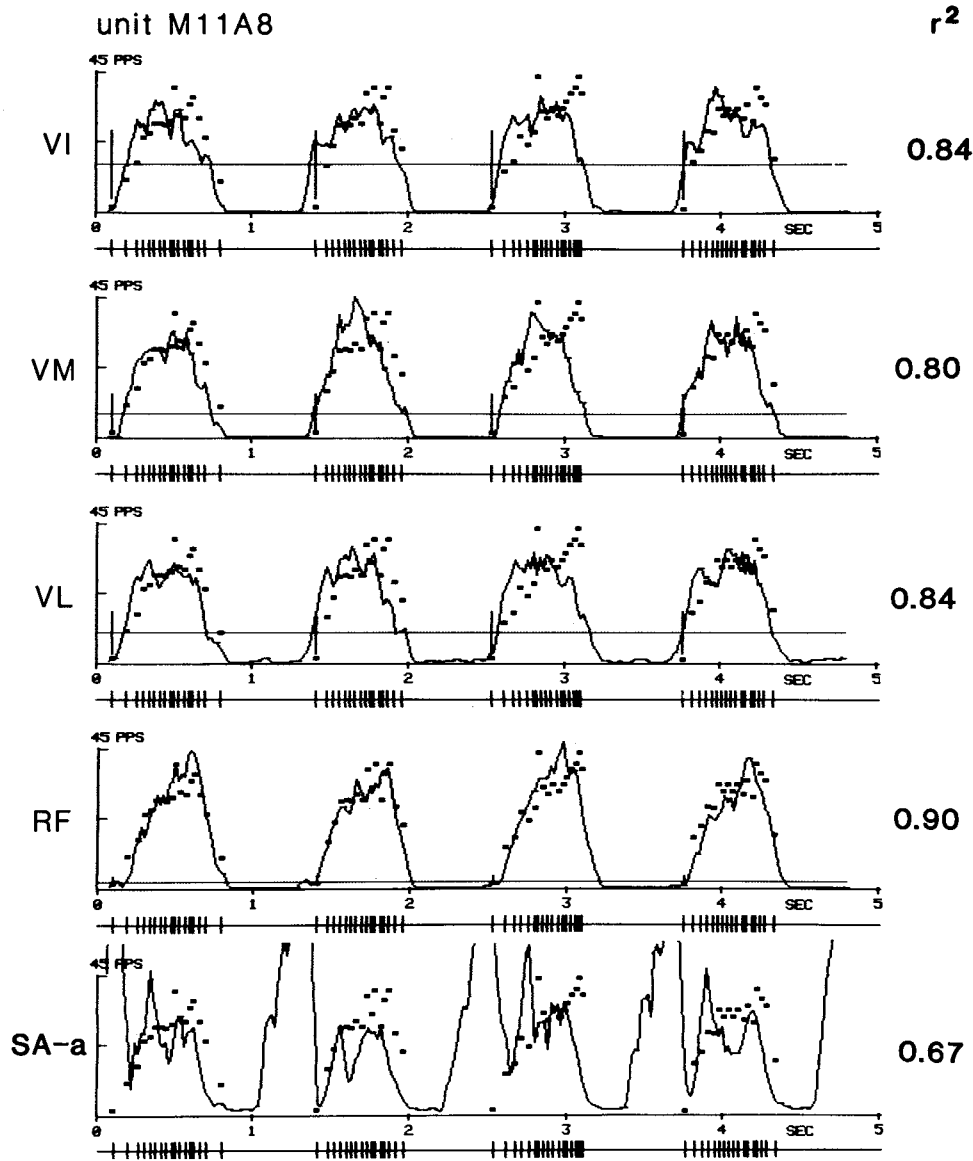 unit M11A8
r²
45 PPS
VI
0.84
0 1 2 3 4 SEC 5
45 PPS
VM
0.80
0 1 2 3 4 SEC 5
45 PPS
VL
0.84
0 1 2 3 4 SEC 5
45 PPS
RF
0.90
0 1 2 3 4 SEC 5
45 PPS
SA-a
0.67
0 1 2 3 4 SEC 5